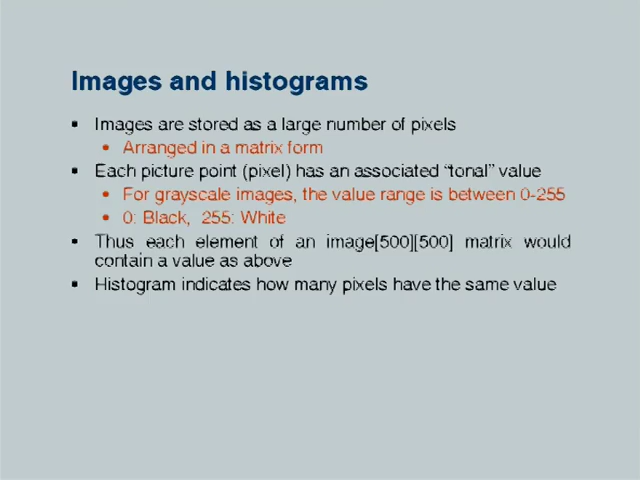 Images and histograms
▪ Images are stored as a large number of pixels
• Arranged in a matrix form
▪ Each picture point (pixel) has an associated “tonal” value
• For grayscale images, the value range is between 0-255
• 0: Black, 255: White
▪ Thus each element of an image[500][500] matrix would
contain a value as above
▪ Histogram indicates how many pixels have the same value